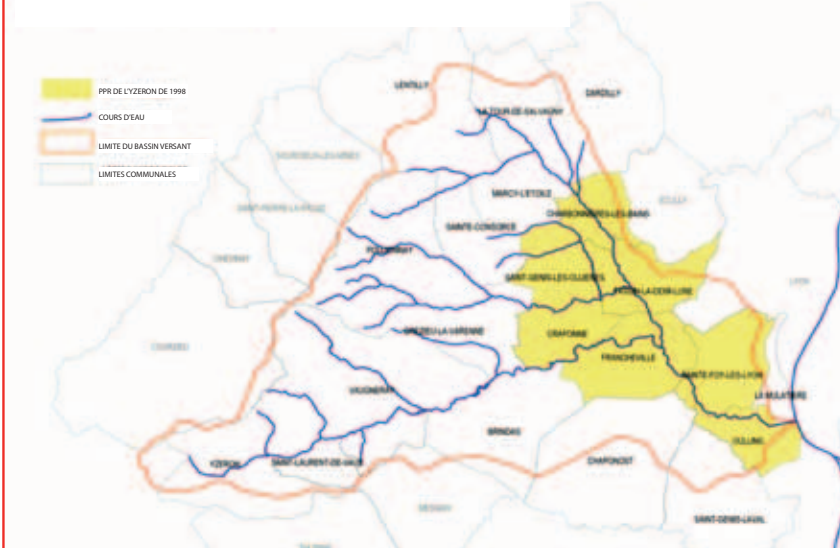 PPR DE L'YZERON DE 1998
COURS D'EAU
LIMITE DU BASSIN VERSANT
LIMITES COMMUNALES
LENTILLY
DARDILLY
LA TOUR-DE-SALVAGNY
MARCY-L'ETOILE
CHARBONNIERES-LES-BAINS
ECULLY
SAINTE-CONSORCE
POLLIONNAY
SAINT-GENIS-LES-OLLIERES
TASSIN-LA-DEMI-LUNE
LYON
GREZIEU-LA-VARENNE
CRAPONNE
FRANCHEVILLE
SAINTE-FOY-LES-LYON
VAUGNERAY
LA MULATIERE
BRINDAS
OULLINS
YZERON
SAINT-LAURENT-DE-VAUX
CHAPONOST
SAINT-GENIS-LAVAL